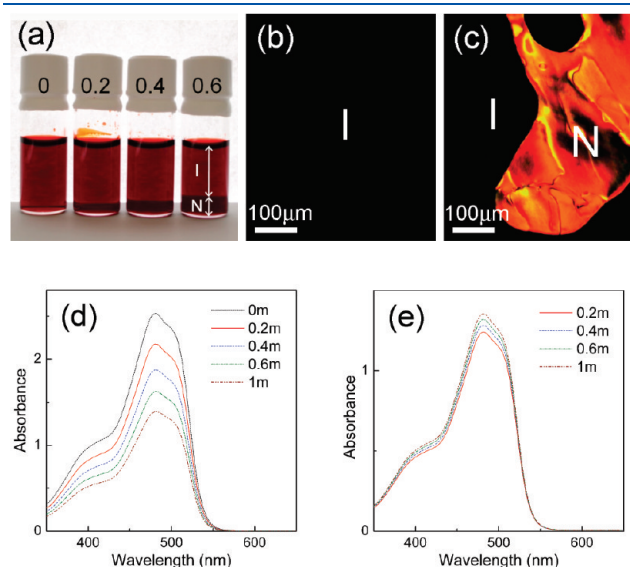 (a)
0 0.2 0.4 0.6
I
N
(b)
I
100μm
(c)
I
N
100μm
(d)
0m
0.2m
0.4m
0.6m
1m
Absorbance
2
1
0
400 500 600
Wavelength (nm)
(e)
0.2m
0.4m
0.6m
1m
Absorbance
1
0
400 500 600
Wavelength (nm)